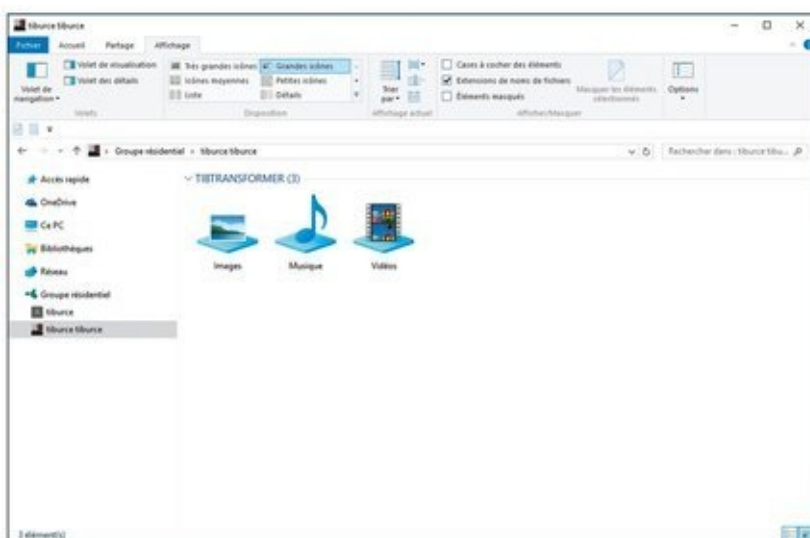 tiburce tiburce
Fichier Accueil Partage Affichage
Volet de navigation
Volet de visualisation
Volet des détails
Volets
Très grandes icônes Grandes icônes
Icônes moyennes Petites icônes
Liste Détails
Disposition
Trier par
Affichage actuel
Cases à cocher des éléments
Extensions de noms de fichiers
Éléments masqués
Masquer les éléments sélectionnés
Afficher/Masquer
Options
Groupe résidentiel › tiburce tiburce
Rechercher dans : tiburce tibu...
Accès rapide
OneDrive
Ce PC
Bibliothèques
Réseau
Groupe résidentiel
tiburce
tiburce tiburce
TIBTRANSFORMER (3)
Images Musique Vidéos
3 élément(s)